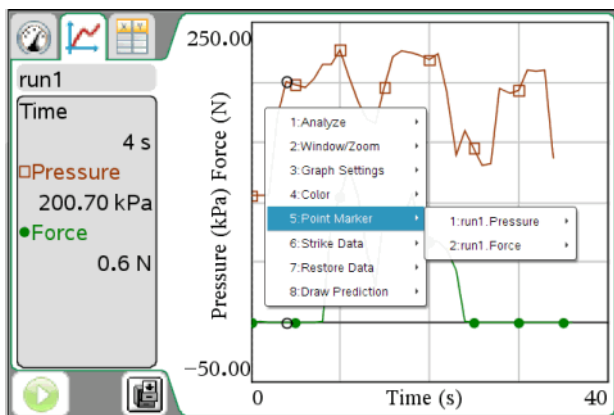 X Y
run1
Time
4 s
Pressure
200.70 kPa
Force
0.6 N
250.00
Pressure (kPa) Force (N)
-50.00
0
Time (s)
40
1:Analyze
2:Window/Zoom
3:Graph Settings
4:Color
5:Point Marker
6:Strike Data
7:Restore Data
8:Draw Prediction
1:run1.Pressure
2:run1.Force